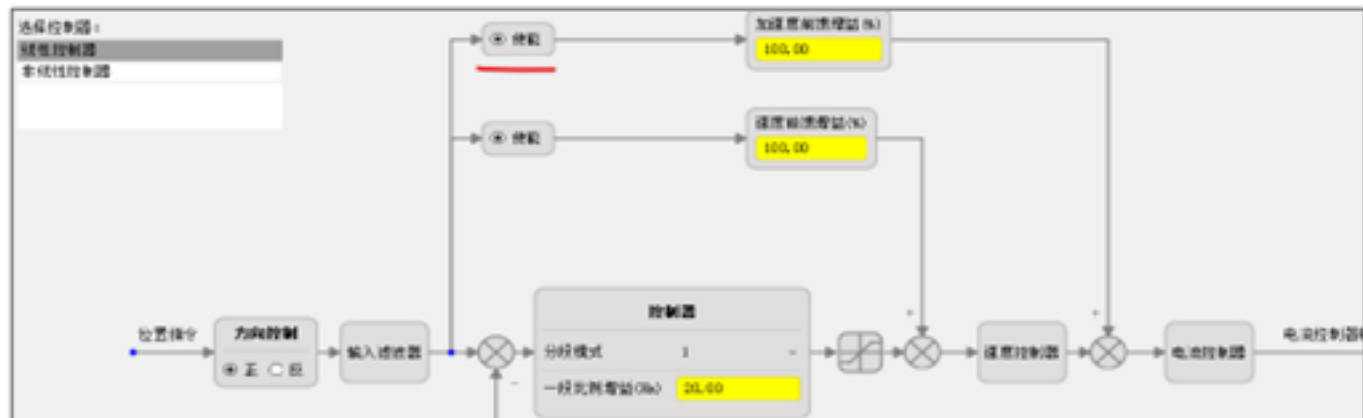 选择控制器：
线性控制器
非线性控制器
使能
加速度前馈增益(%)
100.00
使能
速度前馈增益(%)
100.00
位置指令
方向控制
正 反
输入滤波器
控制器
分段模式 1
一段比例增益(Hz) 20.00
速度控制器
电流控制器
电流控制器